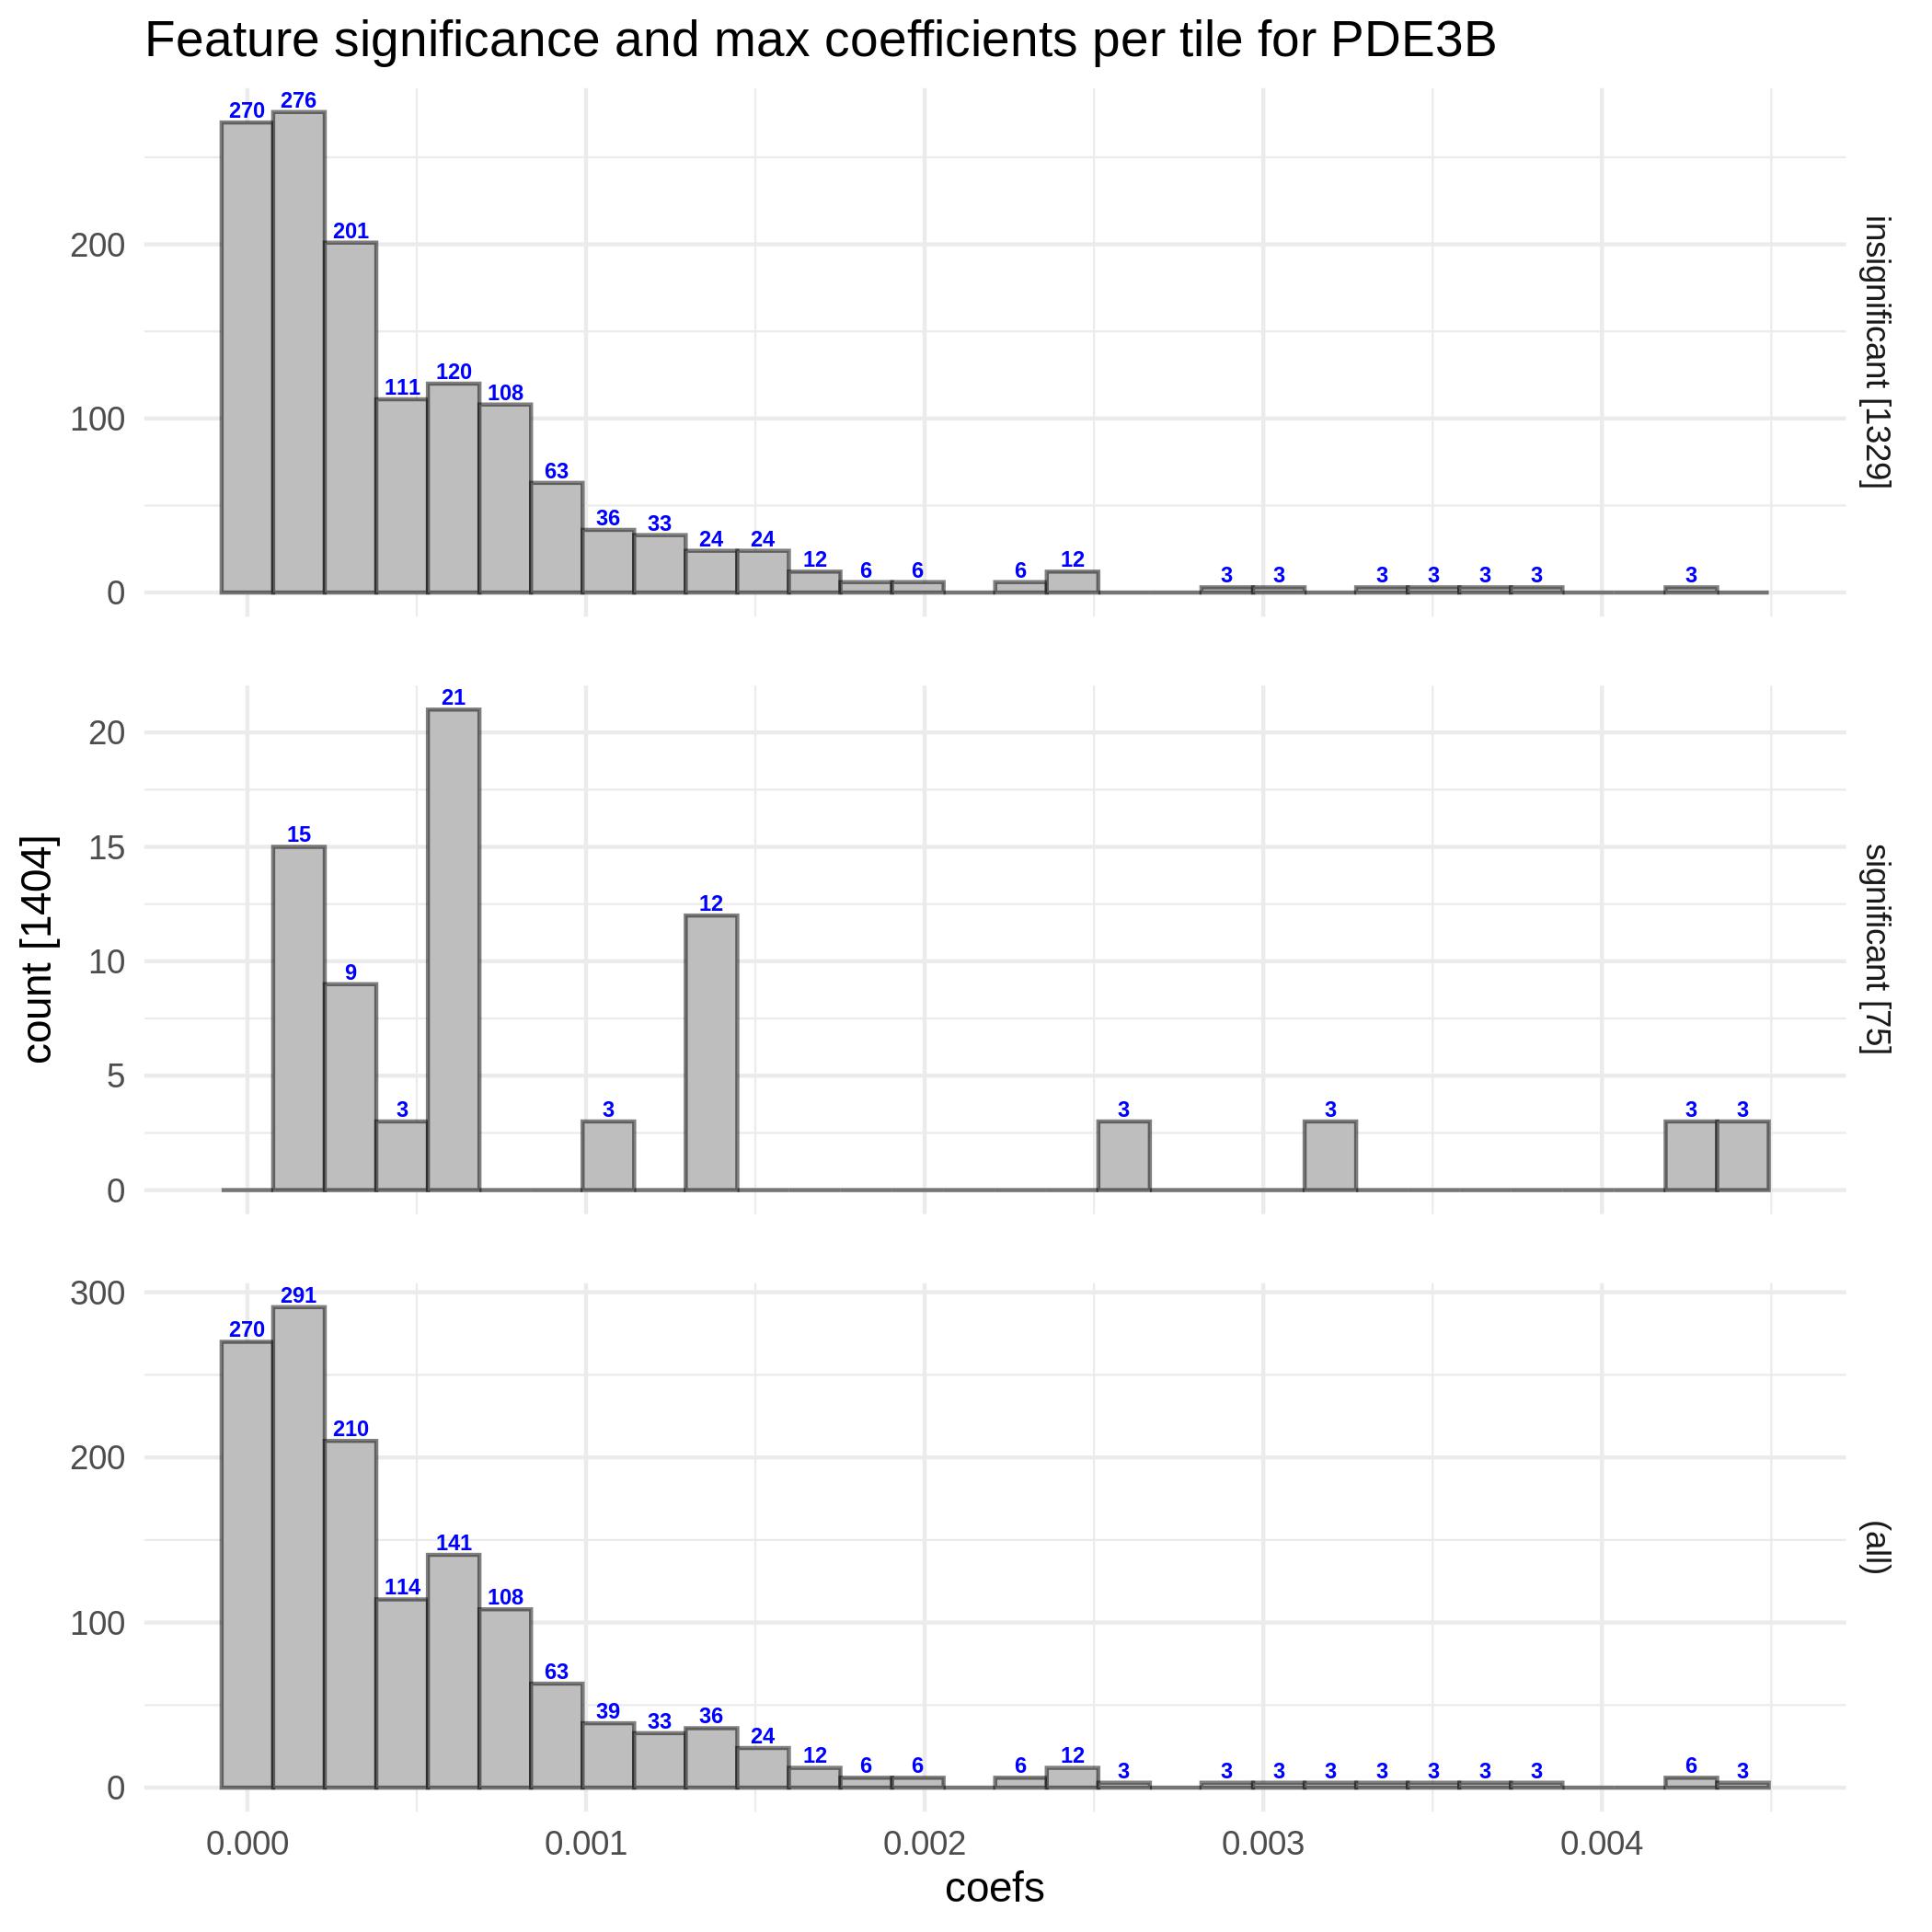 Feature significance and max coefficients per tile for PDE3B
270 276 201 111 120 108 63 36 33 24 24 12 6 6 6 12 3 3 3 3 3 3 3
200
100
0
insignificant [1329]
count [1404]
15 9 3 21 3 12 3 3 3 3
20
15
10
5
0
significant [75]
270 291 210 114 141 108 63 39 33 36 24 12 6 6 6 12 3 3 3 3 3 3 3 3 6 3
300
200
100
0
(all)
0.000 0.001 0.002 0.003 0.004
coefs